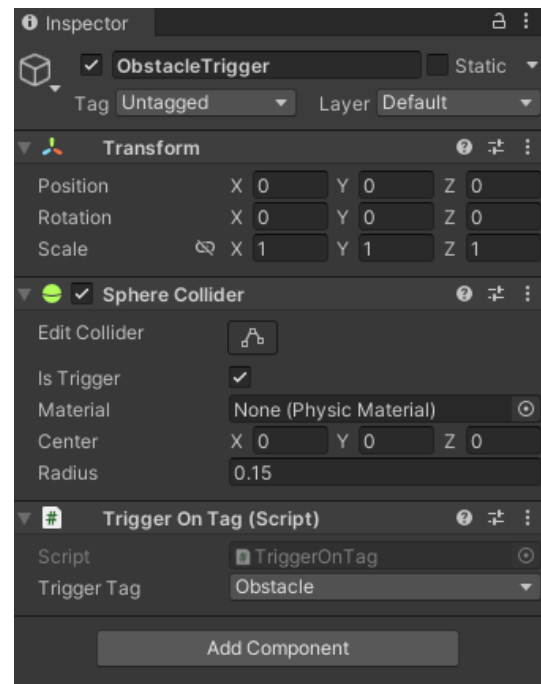 Inspector
ObstacleTrigger Static
Tag Untagged Layer Default
Transform
Position X 0 Y 0 Z 0
Rotation X 0 Y 0 Z 0
Scale X 1 Y 1 Z 1
Sphere Collider
Edit Collider
Is Trigger
Material None (Physic Material)
Center X 0 Y 0 Z 0
Radius 0.15
# Trigger On Tag (Script)
Script # TriggerOnTag
Trigger Tag Obstacle
Add Component